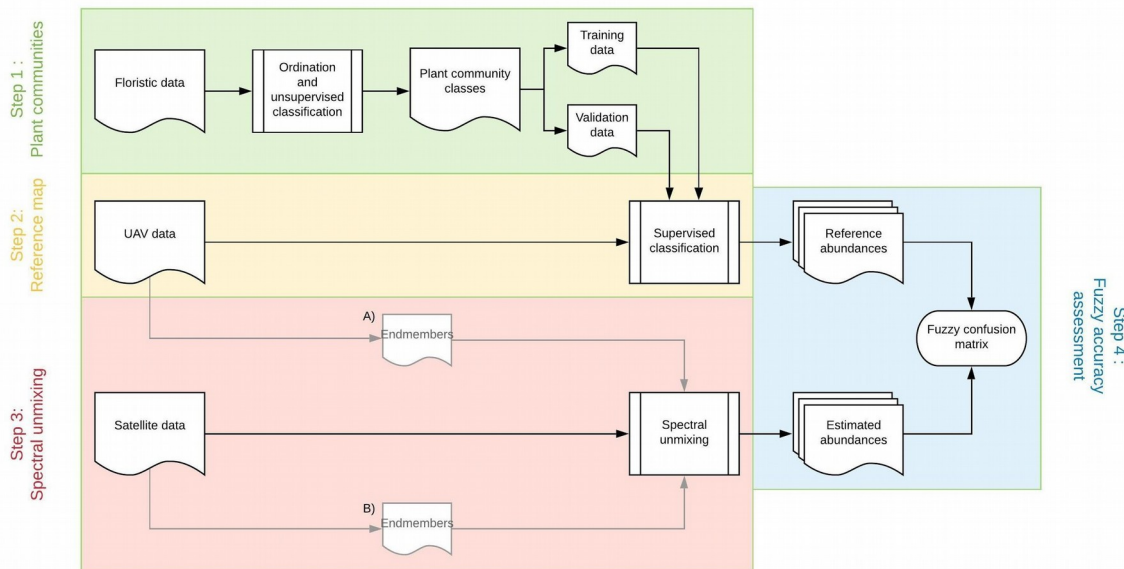 Step 1 :
Plant communities
Floristic data
Ordination
and
unsupervised
classification
Plant community
classes
Training
data
Validation
data
Step 2:
Reference map
UAV data
Supervised
classification
Reference
abundances
Step 3:
Spectral unmixing
A)
Endmembers
Satellite data
Spectral
unmixing
Estimated
abundances
B)
Endmembers
Fuzzy confusion
matrix
Step 4 :
Fuzzy accuracy
assessment